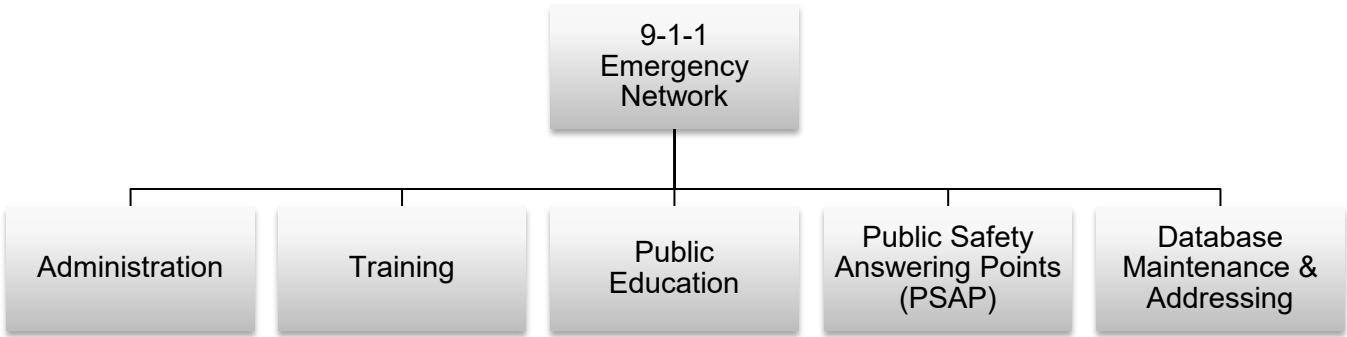 9-1-1
Emergency
Network
Administration
Training
Public
Education
Public Safety
Answering Points
(PSAP)
Database
Maintenance &
Addressing